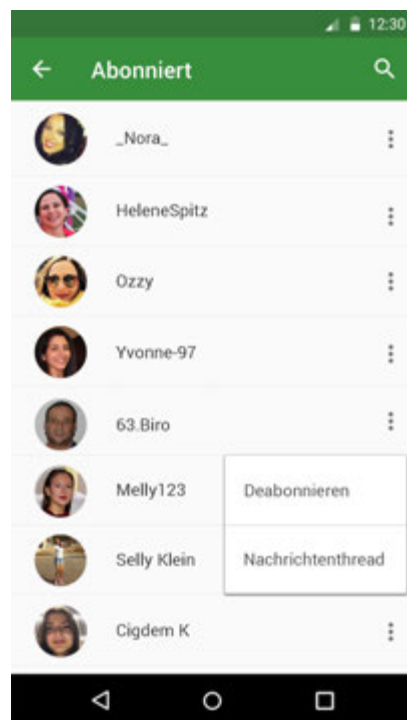 12:30
Abonniert
_Nora_
HeleneSpitz
Ozzy
Yvonne-97
63.Biro
Melly123
Deabonnieren
Selly Klein
Nachrichtenthread
Cigdem K